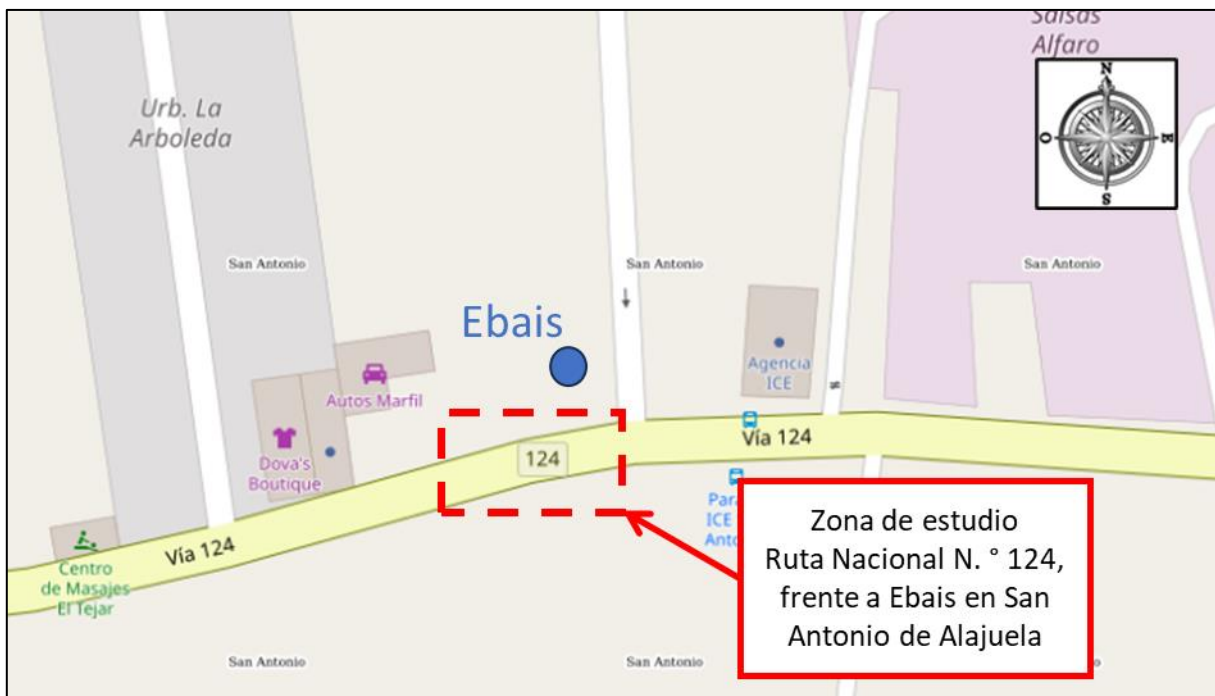 Salsas
Alfaro
N
O
E
S
Urb. La
Arboleda
San Antonio
San Antonio
San Antonio
Ebais
Agencia
ICE
Autos Marfil
Vía 124
124
Dova's
Boutique
Vía 124
Centro
de Masajes
El Tejar
ICE
Zona de estudio
Ruta Nacional N. ° 124,
frente a Ebais en San
Antonio de Alajuela
San Antonio
San Antonio